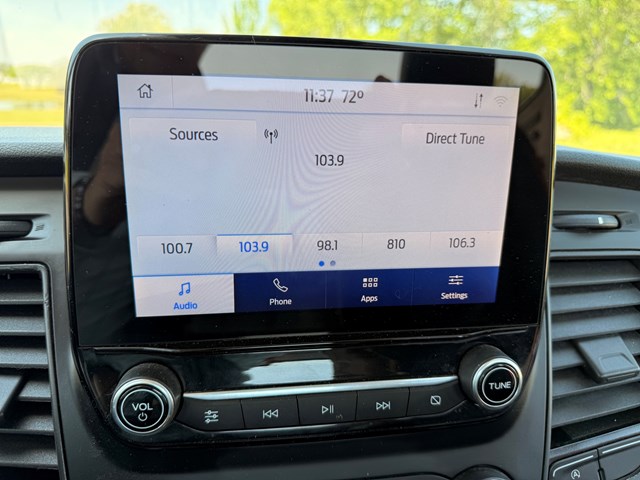 11:37 72°
Sources
Direct Tune
103.9
100.7 103.9 98.1 810 106.3
Audio Phone Apps Settings
VOL
TUNE